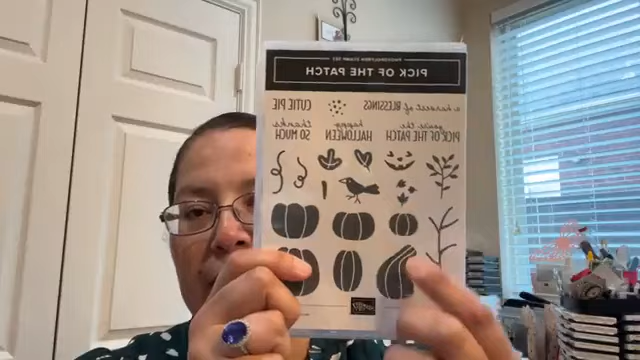 PICK OF THE PATCH
a harvest of BLESSINGS
CUTIE PIE
you're the
PICK OF THE PATCH
happy
HALLOWEEN
thanks
SO MUCH